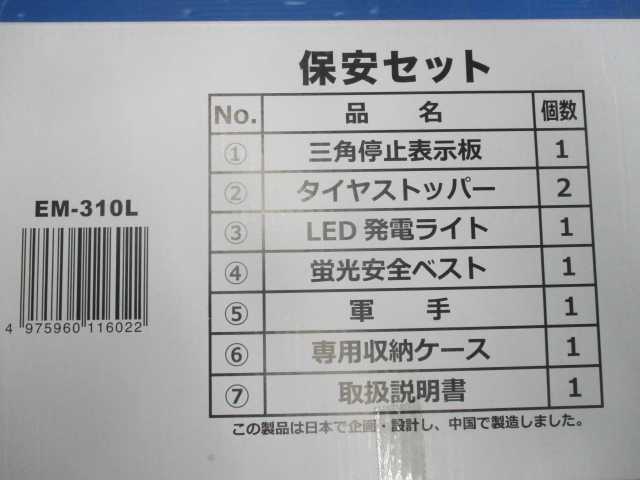 保安セット
No. 品 名 個数
① 三角停止表示板 1
② タイヤストッパー 2
③ LED発電ライト 1
④ 蛍光安全ベスト 1
⑤ 軍 手 1
⑥ 専用収納ケース 1
⑦ 取扱説明書 1
この製品は日本で企画・設計し、中国で製造しました。
EM-310L
4 975960 116022